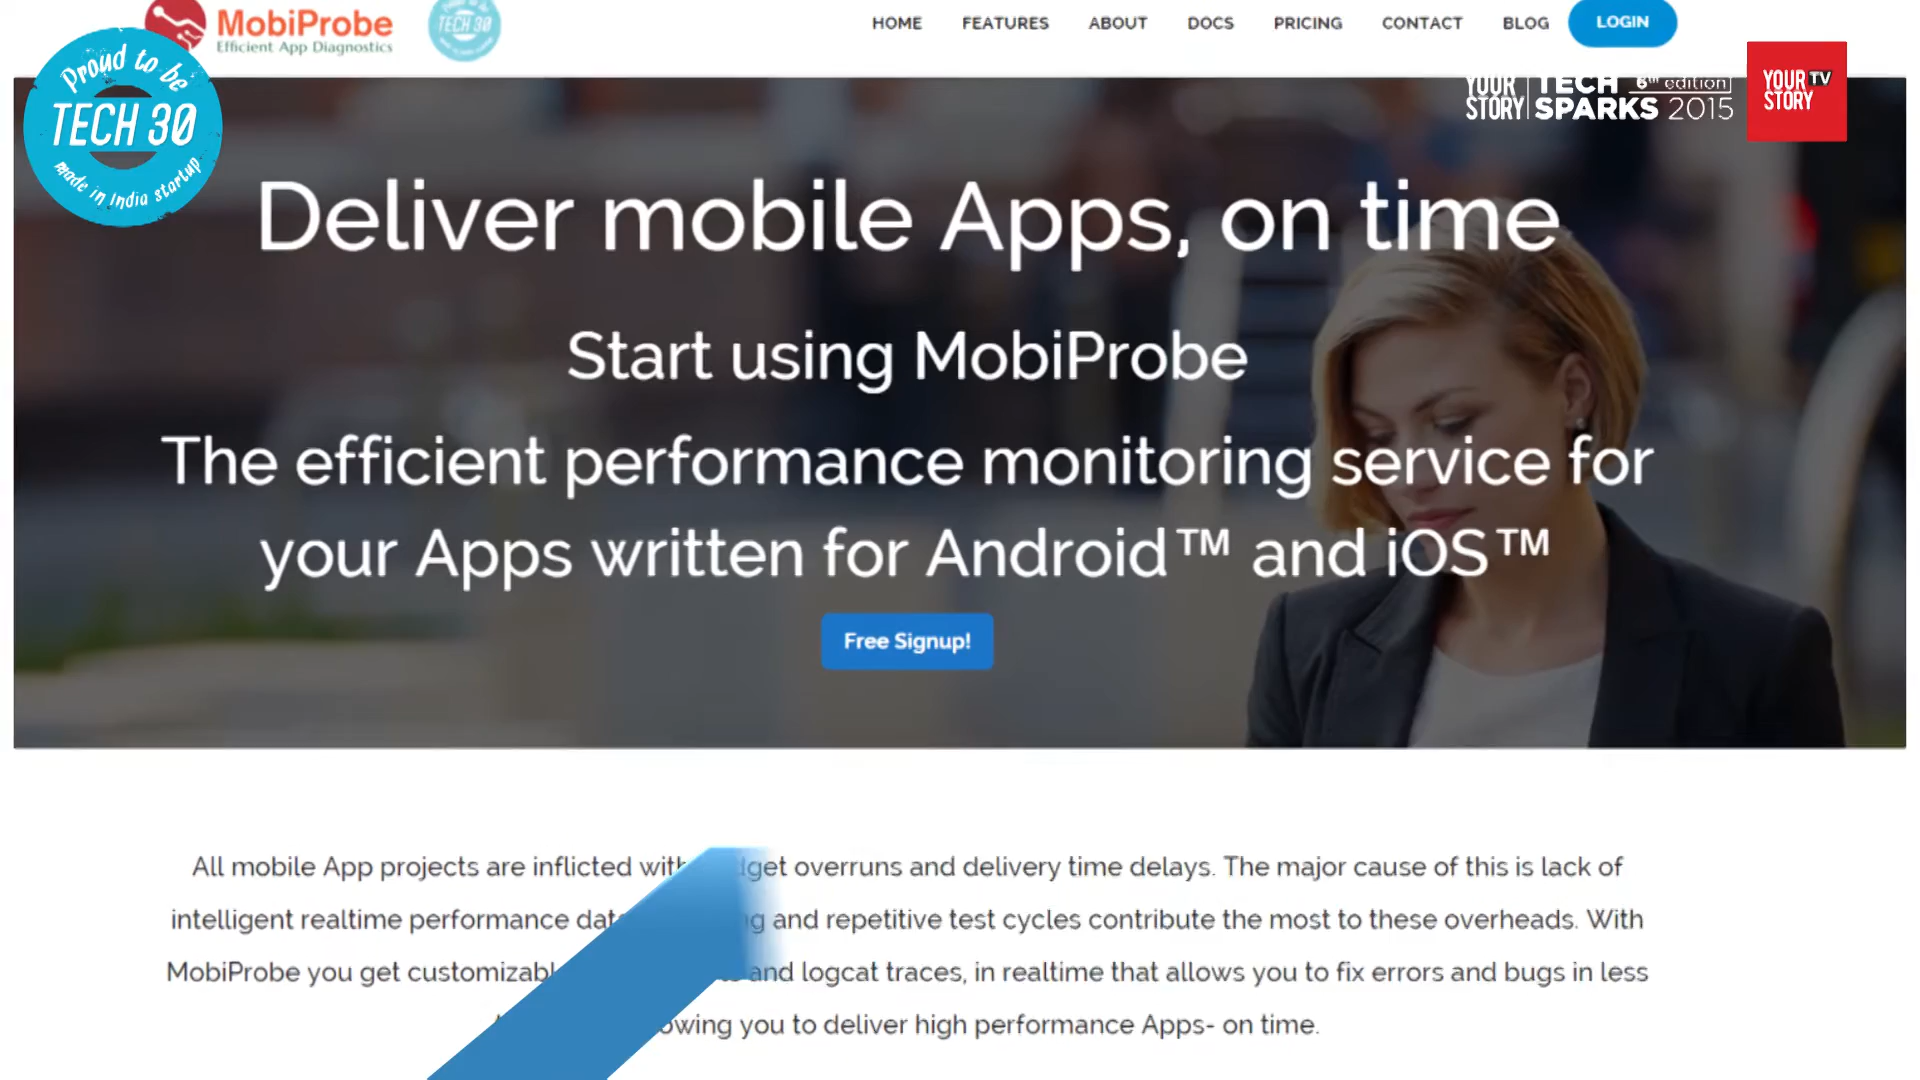 MobiProbe
Efficient App Diagnostics
TECH 30
HOME FEATURES ABOUT DOCS PRICING CONTACT BLOG LOGIN
Proud to be
TECH 30
made in india startup
YOUR STORY TECH SPARKS 6th edition 2015
YOUR STORY TV
Deliver mobile Apps, on time
Start using MobiProbe
The efficient performance monitoring service for
your Apps written for Android™ and iOS™
Free Signup!
All mobile App projects are inflicted with overruns and delivery time delays. The major cause of this is lack of
intelligent realtime performance and repetitive test cycles contribute the most to these overheads. With
MobiProbe you get and logcat traces, in realtime that allows you to fix errors and bugs in less
you to deliver high performance Apps- on time.